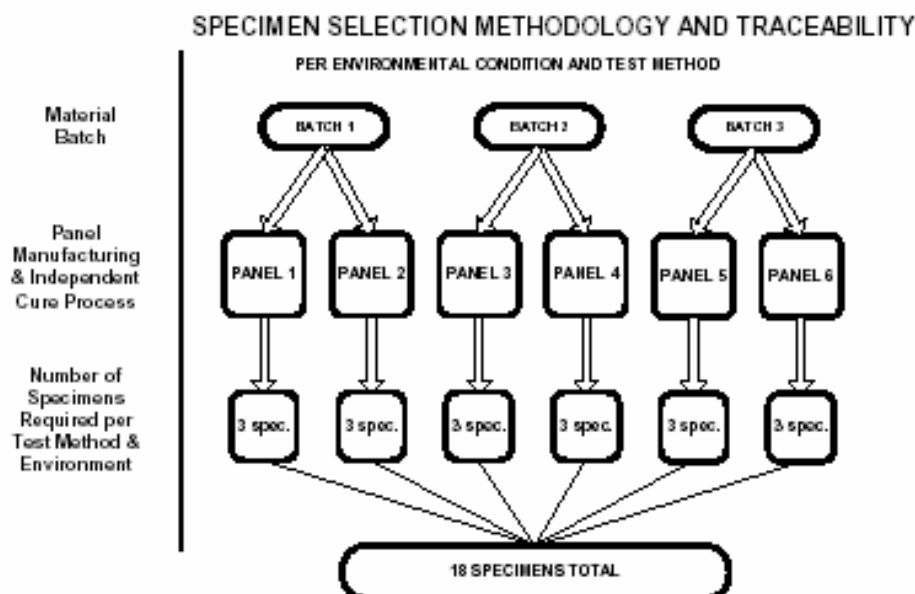 SPECIMEN SELECTION METHODOLOGY AND TRACEABILITY
PER ENVIRONMENTAL CONDITION AND TEST METHOD
Material
Batch
BATCH 1
BATCH 2
BATCH 3
Panel
Manufacturing
& Independent
Cure Process
PANEL 1
PANEL 2
PANEL 3
PANEL 4
PANEL 5
PANEL 6
Number of
Specimens
Required per
Test Method &
Environment
3 spec.
3 spec.
3 spec.
3 spec.
3 spec.
3 spec.
18 SPECIMENS TOTAL